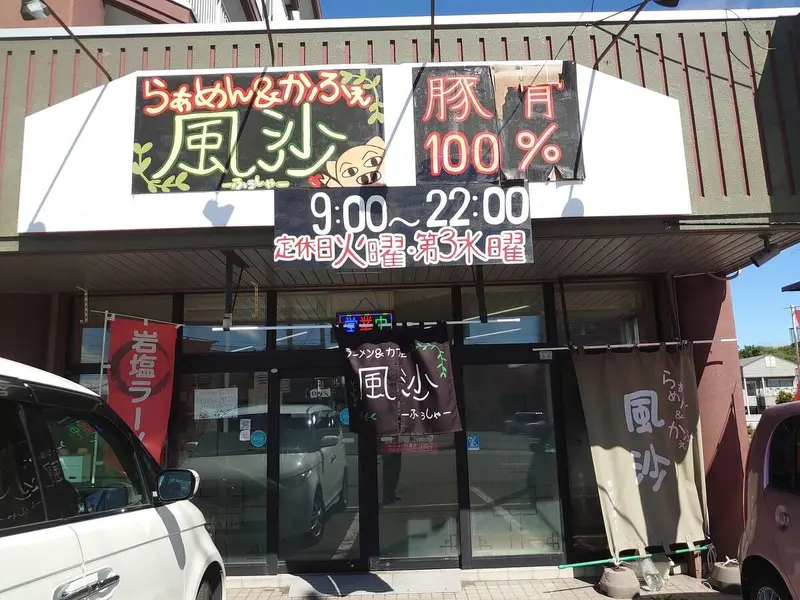 らぁめん&かふぇ
風沙
ーふぅしゃー
豚骨
100%
9:00〜22:00
定休日火曜・第3水曜
営業中
ラーメン&カフェ
風沙
ーふぅしゃー
岩塩ラーメ
らぁめん&かふぇ
風沙